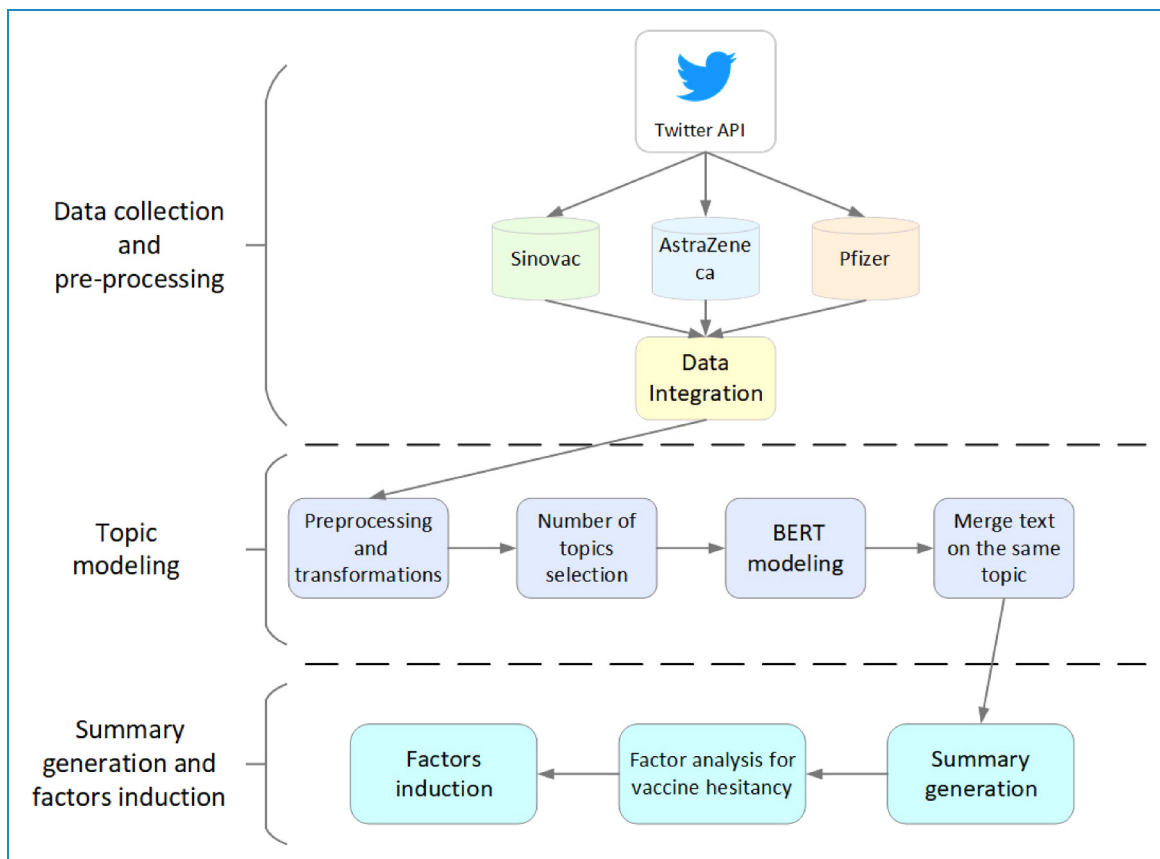 Twitter API
Data collection
and
pre-processing
Sinovac
AstraZene
ca
Pfizer
Data
Integration
Topic
modeling
Preprocessing
and
transformations
Number of
topics
selection
BERT
modeling
Merge text
on the same
topic
Summary
generation and
factors induction
Factors
induction
Factor analysis for
vaccine hesitancy
Summary
generation